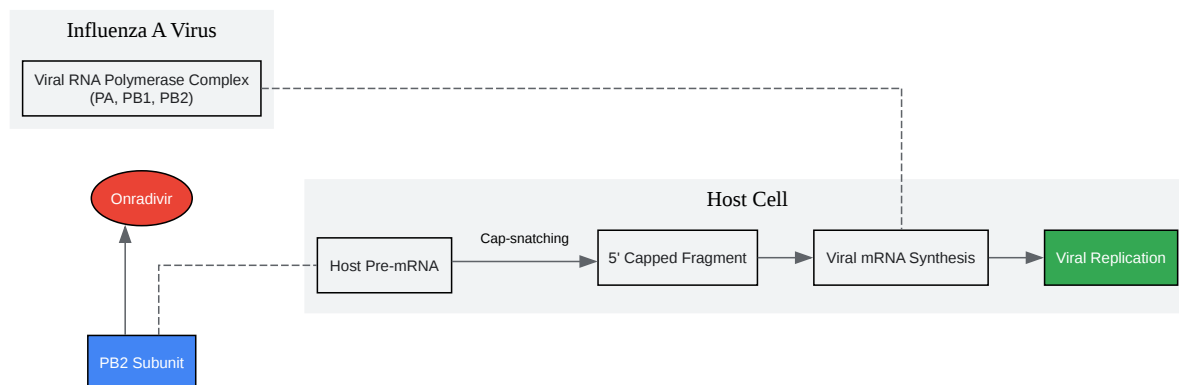 Influenza A Virus
Viral RNA Polymerase Complex
(PA, PB1, PB2)
Onradivir
Host Cell
Cap-snatching
Host Pre-mRNA
5' Capped Fragment
Viral mRNA Synthesis
Viral Replication
PB2 Subunit